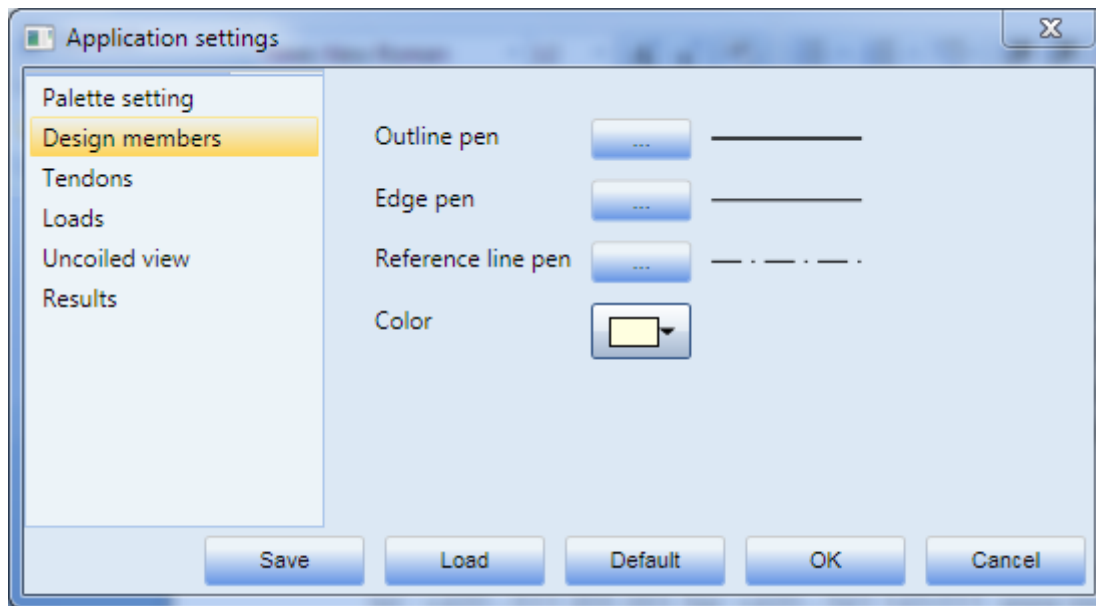 Application settings
Palette setting
Design members
Tendons
Loads
Uncoiled view
Results
Outline pen ...
Edge pen ...
Reference line pen ...
Color
Save Load Default OK Cancel